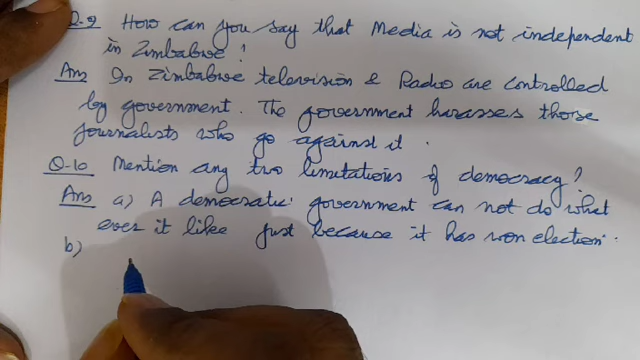 Q.9 How can you say that Media is not independent
in Zimbabwe?
Ans In Zimbabwe television & Radio are controlled
by government. The government harasses those
journalists who go against it.
Q-10 Mention any two limitations of democracy?
Ans a) A democratic government can not do what
ever it like just because it has won election.
b)